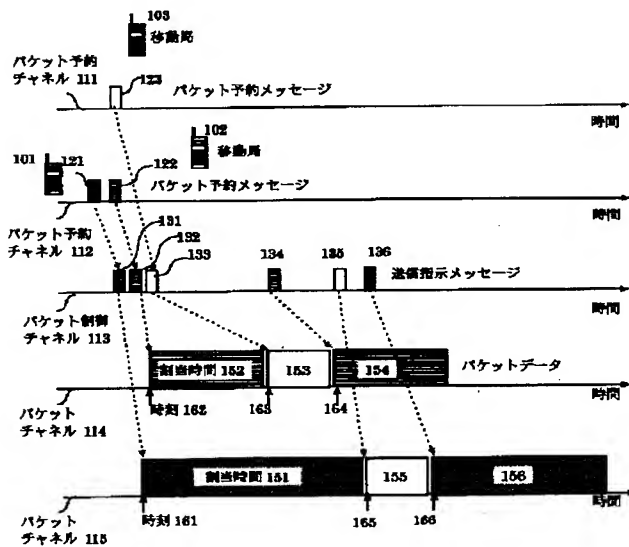 103
移動局
パケット予約
チャネル 111
123
パケット予約メッセージ
時間
102
移動局
101
121
122
パケット予約メッセージ
時間
パケット予約
チャネル 112
131
132
133
134
135
136
送信指示メッセージ
時間
パケット制御
チャネル 113
割当時間 152
153
154
パケットデータ
時間
パケット
チャネル 114
時刻 162
163
164
割当時間 151
155
156
時間
パケット
チャネル 115
時刻 161
165
166